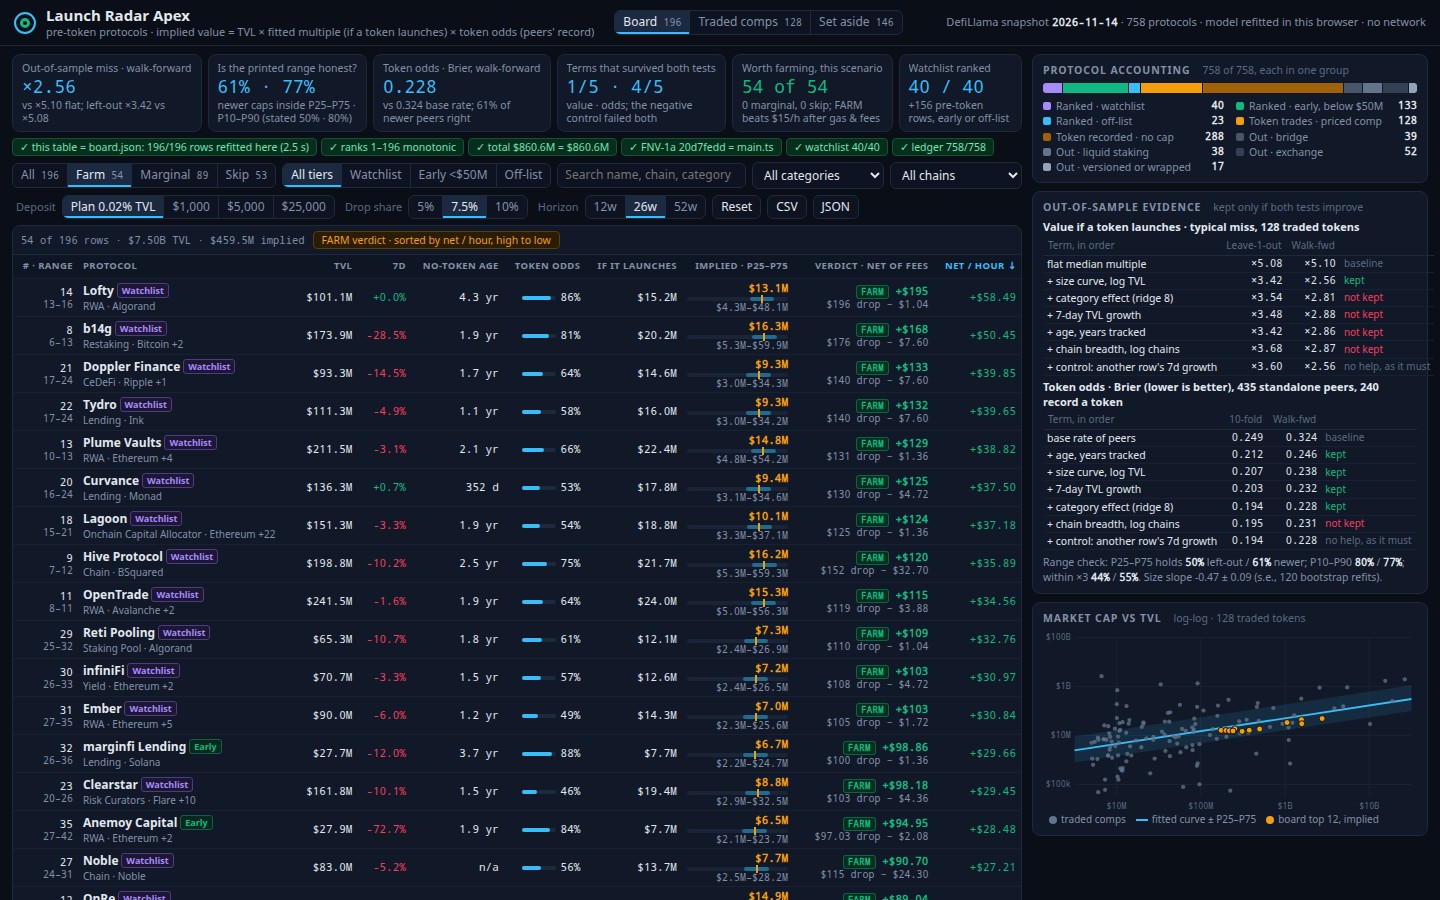 Launch Radar Apex
pre-token protocols · implied value = TVL × fitted multiple (if a token launches) × token odds (peers' record)
Board 196 Traded comps 128 Set aside 146
DefiLlama snapshot 2026-11-14 · 758 protocols · model refitted in this browser · no network
Out-of-sample miss · walk-forward
×2.56
vs ×5.10 flat; left-out ×3.42 vs
×5.08
Is the printed range honest?
61% · 77%
newer caps inside P25–P75 ·
P10–P90 (stated 50% · 80%)
Token odds · Brier, walk-forward
0.228
vs 0.324 base rate; 61% of
newer peers right
Terms that survived both tests
1/5 · 4/5
value · odds; the negative
control failed both
Worth farming, this scenario
54 of 54
0 marginal, 0 skip; FARM
beats $15/h after gas & fees
Watchlist ranked
40 / 40
+156 pre-token
rows, early or off-list
✓ this table = board.json: 196/196 rows refitted here (2.5 s) ✓ ranks 1–196 monotonic ✓ total $860.6M = $860.6M ✓ FNV-1a 20d7fedd = main.ts ✓ watchlist 40/40 ✓ ledger 758/758
All 196 Farm 54 Marginal 89 Skip 53 All tiers Watchlist Early <$50M Off-list Search name, chain, category All categories All chains
Deposit Plan 0.02% TVL $1,000 $5,000 $25,000 Drop share 5% 7.5% 10% Horizon 12w 26w 52w Reset CSV JSON
54 of 196 rows · $7.50B TVL · $459.5M implied FARM verdict · sorted by net / hour, high to low
# · RANGE PROTOCOL TVL 7D NO-TOKEN AGE TOKEN ODDS IF IT LAUNCHES IMPLIED · P25–P75 VERDICT · NET OF FEES NET / HOUR ↓
14 Lofty Watchlist $101.1M +0.0% 4.3 yr 86% $15.2M $13.1M FARM +$195 +$58.49
13–16 RWA · Algorand $4.3M–$48.1M $196 drop − $1.04
8 b14g Watchlist $173.9M -28.5% 1.9 yr 81% $20.2M $16.3M FARM +$168 +$50.45
6–13 Restaking · Bitcoin +2 $5.3M–$59.9M $176 drop − $7.60
21 Doppler Finance Watchlist $93.3M -14.5% 1.7 yr 64% $14.6M $9.3M FARM +$133 +$39.85
17–24 CeDeFi · Ripple +1 $3.0M–$34.3M $140 drop − $7.60
22 Tydro Watchlist $111.3M -4.9% 1.1 yr 58% $16.0M $9.3M FARM +$132 +$39.65
17–24 Lending · Ink $3.0M–$34.2M $140 drop − $7.60
13 Plume Vaults Watchlist $211.5M -3.1% 2.1 yr 66% $22.4M $14.8M FARM +$129 +$38.82
10–13 RWA · Ethereum +4 $4.8M–$54.2M $131 drop − $1.36
20 Curvance Watchlist $136.3M +0.7% 352 d 53% $17.8M $9.4M FARM +$125 +$37.50
16–24 Lending · Monad $3.1M–$34.6M $130 drop − $4.72
18 Lagoon Watchlist $151.3M -3.3% 1.9 yr 54% $18.8M $10.1M FARM +$124 +$37.18
15–21 Onchain Capital Allocator · Ethereum +22 $3.3M–$37.1M $125 drop − $1.36
9 Hive Protocol Watchlist $198.8M -10.2% 2.5 yr 75% $21.7M $16.2M FARM +$120 +$35.89
7–12 Chain · BSquared $5.3M–$59.3M $152 drop − $32.70
11 OpenTrade Watchlist $241.5M -1.6% 1.9 yr 64% $24.0M $15.3M FARM +$115 +$34.56
8–11 RWA · Avalanche +2 $5.0M–$56.3M $119 drop − $3.88
29 Reti Pooling Watchlist $65.3M -10.7% 1.8 yr 61% $12.1M $7.3M FARM +$109 +$32.76
25–32 Staking Pool · Algorand $2.4M–$26.9M $110 drop − $1.04
30 infiniFi Watchlist $70.7M -3.3% 1.5 yr 57% $12.6M $7.2M FARM +$103 +$30.97
26–33 Yield · Ethereum +2 $2.4M–$26.5M $108 drop − $4.72
31 Ember Watchlist $90.0M -6.0% 1.2 yr 49% $14.3M $7.0M FARM +$103 +$30.84
27–35 RWA · Ethereum +5 $2.3M–$25.6M $105 drop − $1.72
32 marginfi Lending Early $27.7M -12.0% 3.7 yr 88% $7.7M $6.7M FARM +$98.86 +$29.66
26–36 Lending · Solana $2.2M–$24.7M $100 drop − $1.36
23 Clearstar Watchlist $161.8M -10.1% 1.5 yr 46% $19.4M $8.8M FARM +$98.18 +$29.45
20–26 Risk Curators · Flare +10 $2.9M–$32.5M $103 drop − $4.36
35 Anemoy Capital Early $27.9M -72.7% 1.9 yr 84% $7.7M $6.5M FARM +$94.95 +$28.48
27–42 RWA · Ethereum +2 $2.1M–$23.7M $97.03 drop − $2.08
27 Noble Watchlist $83.0M -5.2% n/a 56% $13.7M $7.7M FARM +$90.70 +$27.21
24–31 Chain · Noble $2.5M–$28.2M $115 drop − $24.30
12 OnRe Watchlist $14.9M FARM +$89.04
PROTOCOL ACCOUNTING 758 of 758, each in one group
Ranked · watchlist 40 Ranked · early, below $50M 133
Ranked · off-list 23 Token trades · priced comp 128
Token recorded · no cap 288 Out · bridge 39
Out · liquid staking 38 Out · exchange 52
Out · versioned or wrapped 17
OUT-OF-SAMPLE EVIDENCE kept only if both tests improve
Value if a token launches · typical miss, 128 traded tokens
Term, in order Leave-1-out Walk-fwd
flat median multiple ×5.08 ×5.10 baseline
+ size curve, log TVL ×3.42 ×2.56 kept
+ category effect (ridge 8) ×3.54 ×2.81 not kept
+ 7-day TVL growth ×3.48 ×2.88 not kept
+ age, years tracked ×3.42 ×2.86 not kept
+ chain breadth, log chains ×3.68 ×2.87 not kept
+ control: another row's 7d growth ×3.60 ×2.56 no help, as it must
Token odds · Brier (lower is better), 435 standalone peers, 240
record a token
Term, in order 10-fold Walk-fwd
base rate of peers 0.249 0.324 baseline
+ age, years tracked 0.212 0.246 kept
+ size curve, log TVL 0.207 0.238 kept
+ 7-day TVL growth 0.203 0.232 kept
+ category effect (ridge 8) 0.194 0.228 kept
+ chain breadth, log chains 0.195 0.231 not kept
+ control: another row's 7d growth 0.194 0.228 no help, as it must
Range check: P25–P75 holds 50% left-out / 61% newer; P10–P90 80% / 77%;
within ×3 44% / 55%. Size slope -0.47 ± 0.09 (s.e., 120 bootstrap refits).
MARKET CAP VS TVL log-log · 128 traded tokens
$100B
$1B
$10M
$100k
$10M $100M $1B $10B
traded comps fitted curve ± P25–P75 board top 12, implied